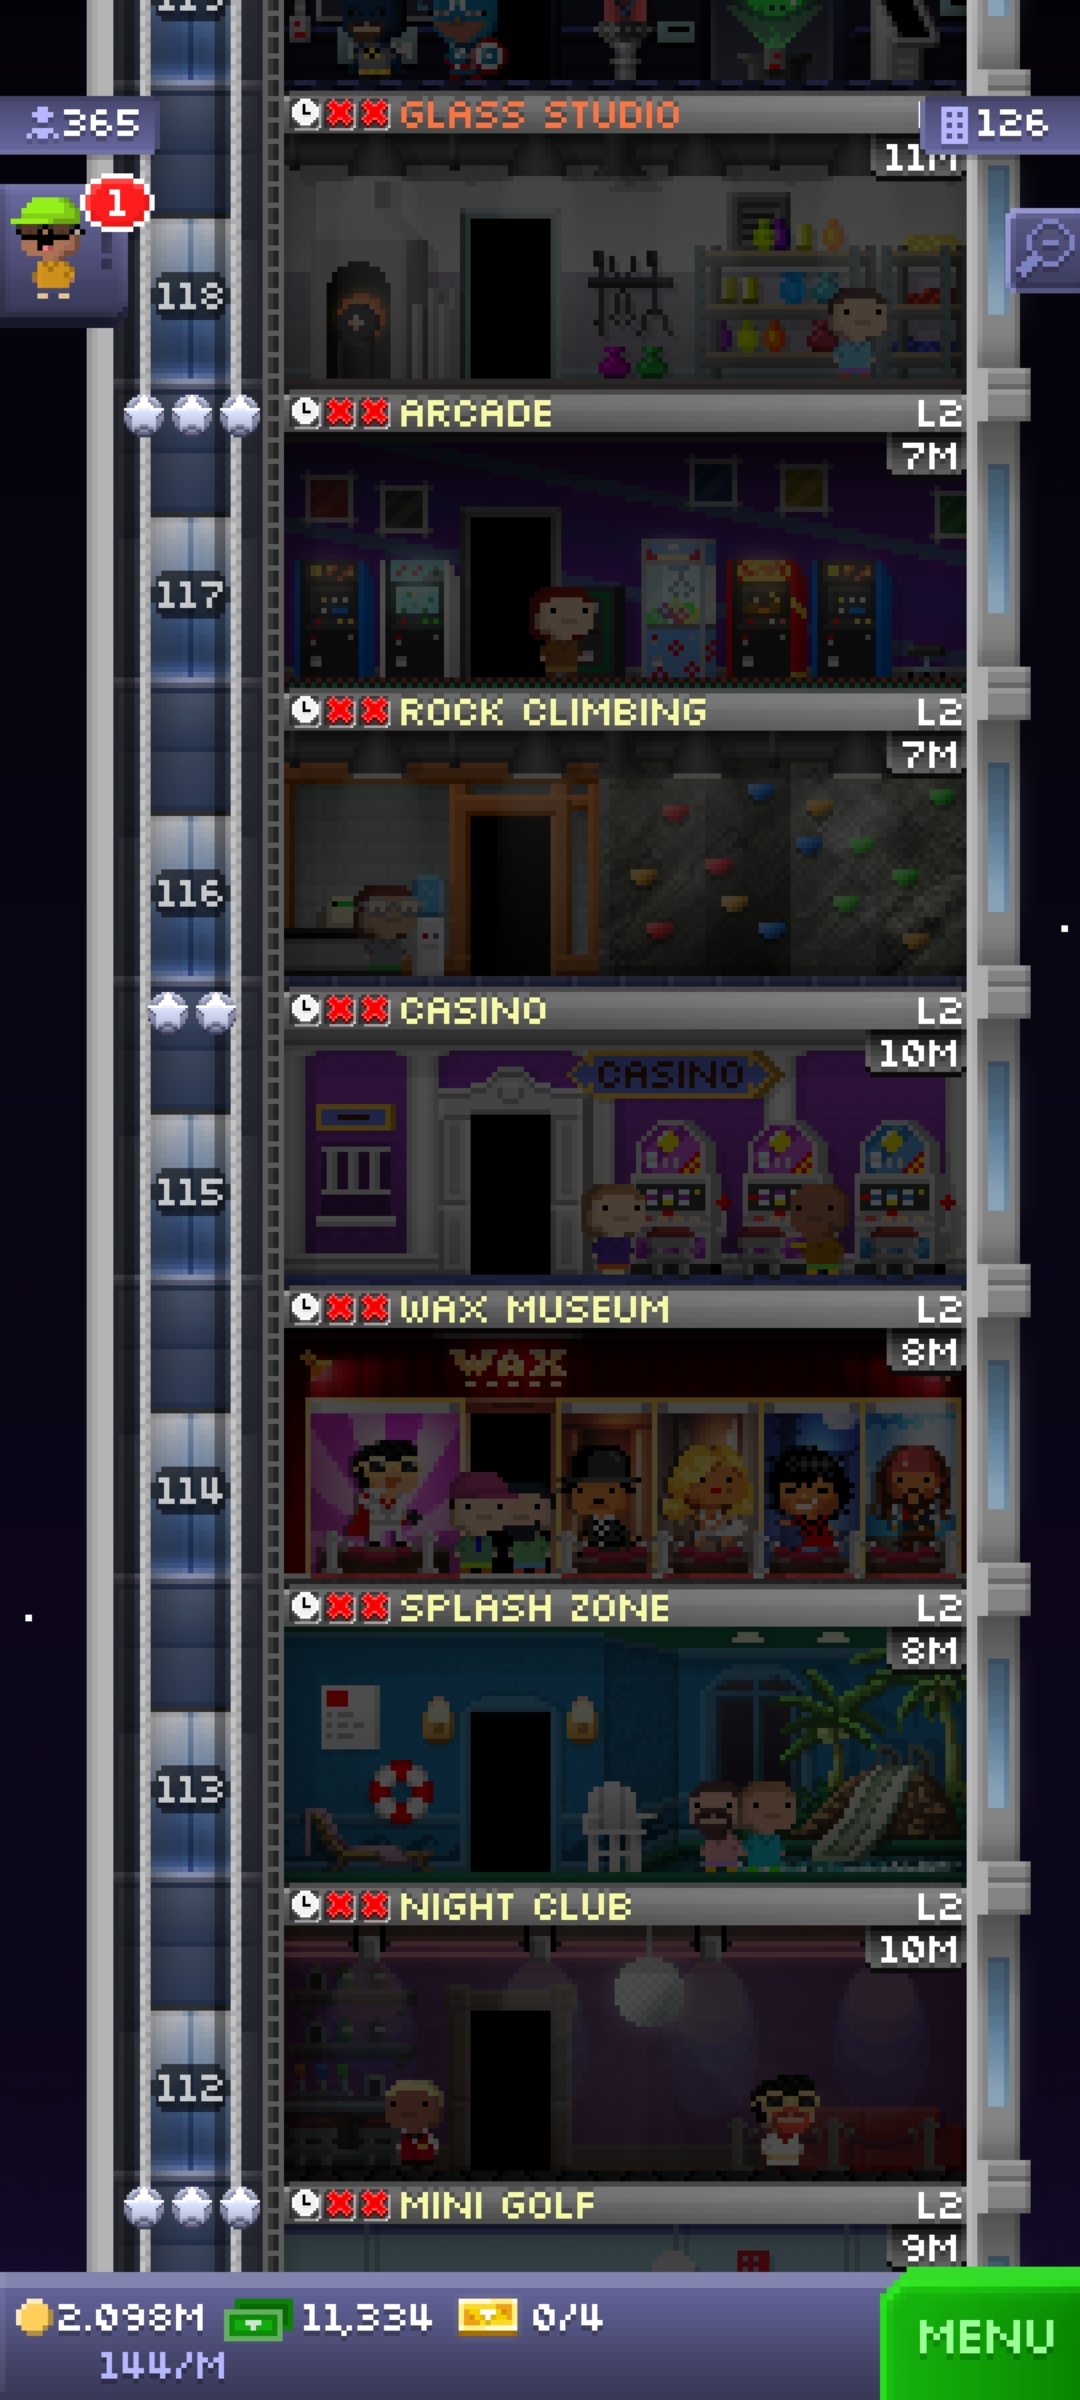 GLASS STUDIO
365
126
11M
1
118
ARCADE L2
7M
117
ROCK CLIMBING L2
7M
116
CASINO L2
10M
CASINO
115
WAX MUSEUM L2
8M
WAX
114
SPLASH ZONE L2
8M
113
NIGHT CLUB L2
10M
112
MINI GOLF L2
9M
2.098M 11,334 0/4
144/M
MENU